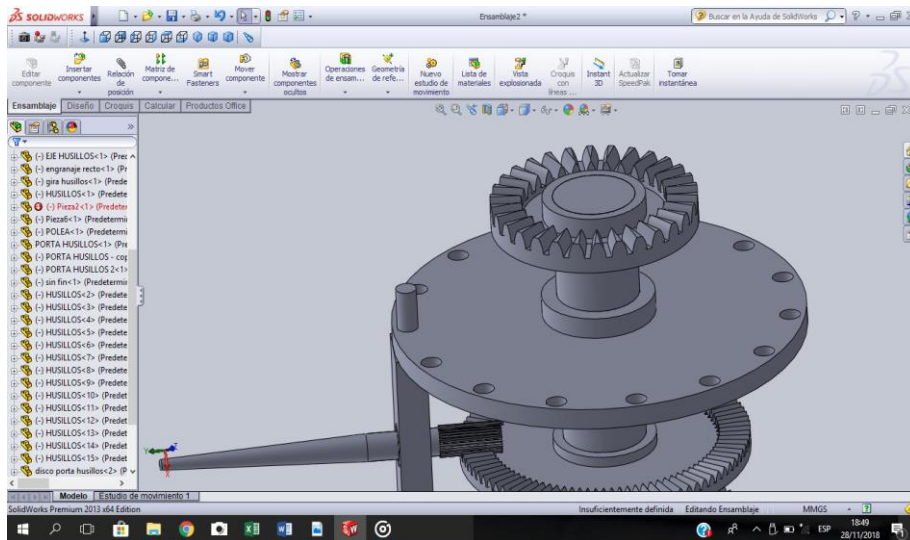 SOLIDWORKS
Ensamblaje2 *
Buscar en la Ayuda de SolidWorks
Editar componente
Insertar componentes
Relación de posición
Matriz de compone...
Smart Fasteners
Mover componente
Mostrar componentes ocultos
Operaciones de ensam...
Geometría de refe...
Nuevo estudio de movimiento
Lista de materiales
Vista explosionada
Croquis con líneas ...
Instant 3D
Actualizar SpeedPak
Tomar instantánea
Ensamblaje Diseño Croquis Calcular Productos Office
(-) EJE HUSILLOS<1> (Prec
(-) engranaje recto<1> (Pr
(-) gira husillos<1> (Prede
(-) HUSILLOS<1> (Predete
(-) Pieza2<1> (Predeter
(-) Pieza6<1> (Predetermi
(-) POLEA<1> (Predetermi
PORTA HUSILLOS<1> (Pre
(-) PORTA HUSILLOS - cop
(-) PORTA HUSILLOS 2<1>
(-) sin fin<1> (Predetermin
(-) HUSILLOS<2> (Predete
(-) HUSILLOS<3> (Predete
(-) HUSILLOS<4> (Predete
(-) HUSILLOS<5> (Predete
(-) HUSILLOS<6> (Predete
(-) HUSILLOS<7> (Predete
(-) HUSILLOS<8> (Predete
(-) HUSILLOS<9> (Predete
(-) HUSILLOS<10> (Predet
(-) HUSILLOS<11> (Predet
(-) HUSILLOS<12> (Predet
(-) HUSILLOS<13> (Predet
(-) HUSILLOS<14> (Predet
(-) HUSILLOS<15> (Predet
disco porta husillos<2> (P
Modelo Estudio de movimiento 1
SolidWorks Premium 2013 x64 Edition Insuficientemente definida Editando Ensamblaje MMGS
ESP
18:49
28/11/2018